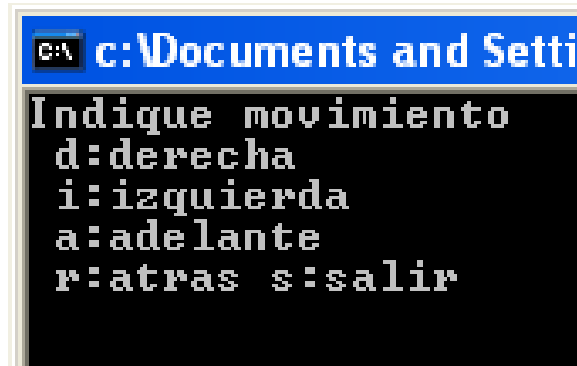 C:\ c:\Documents and Setti
Indique movimiento
d:derecha
i:izquierda
a:adelante
r:atras s:salir